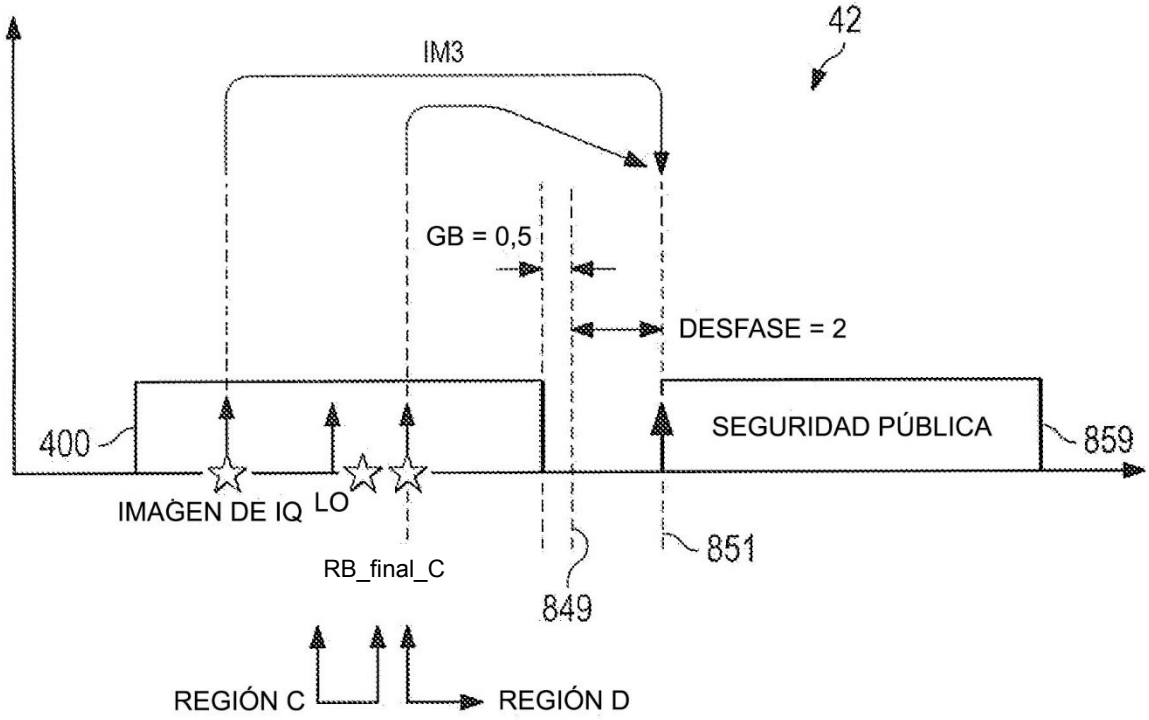 42
IM3
GB = 0,5
DESFASE = 2
400
SEGURIDAD PÚBLICA
859
IMAGEN DE IQ
LO
851
RB_final_C
849
REGIÓN C
REGIÓN D